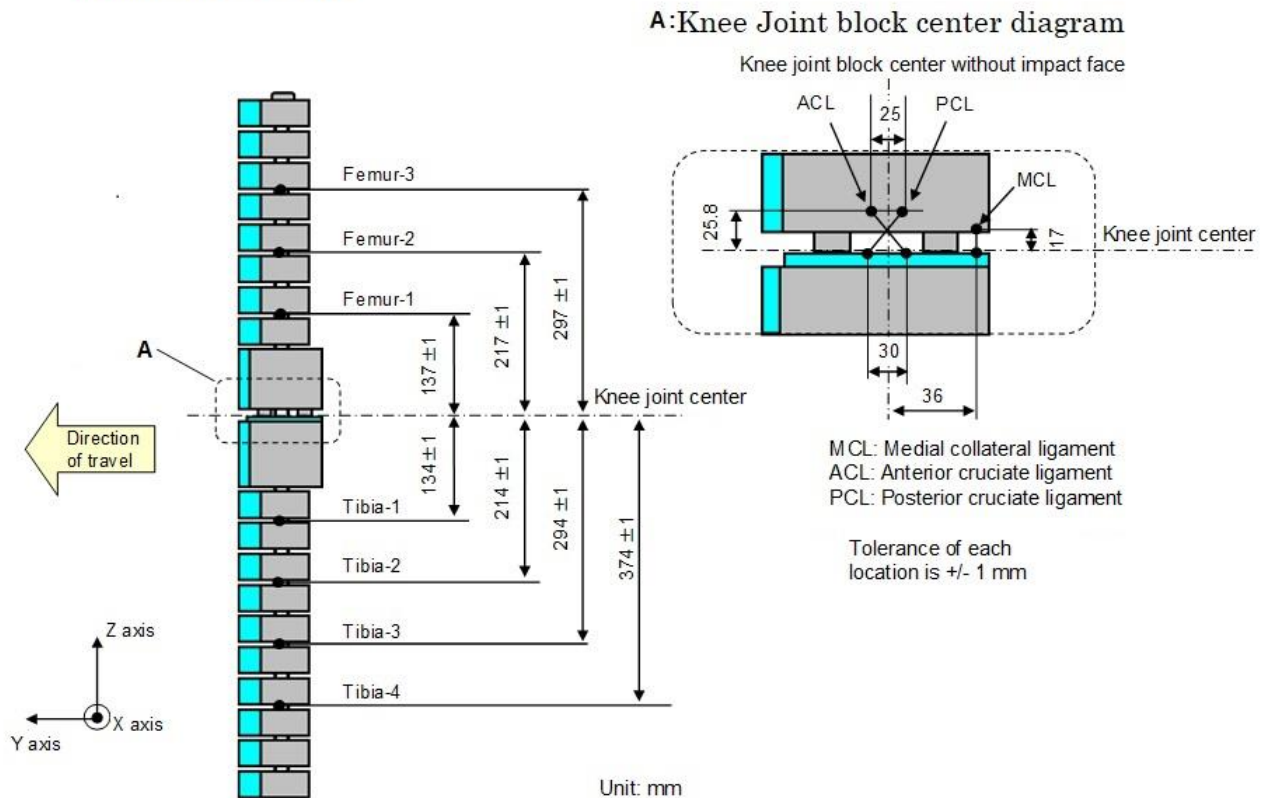 A:Knee Joint block center diagram
Knee joint block center without impact face
ACL
25
PCL
MCL
25.8
17
Knee joint center
30
36
MCL: Medial collateral ligament
ACL: Anterior cruciate ligament
PCL: Posterior cruciate ligament
Tolerance of each
location is +/- 1 mm
Femur-3
Femur-2
Femur-1
A
137 ±1
217 ±1
297 ±1
Knee joint center
Direction
of travel
134±1
214 ±1
294 ±1
374 ±1
Tibia-1
Tibia-2
Tibia-3
Tibia-4
Z axis
X axis
Y axis
Unit: mm